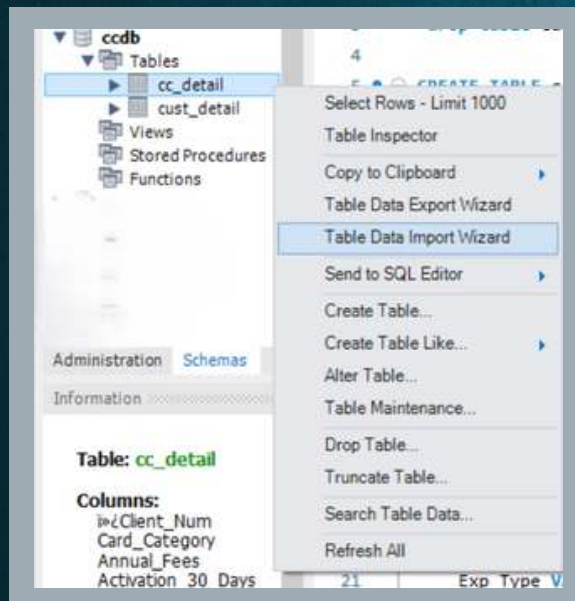 ccdb
Tables
cc_detail
cust_detail
Views
Stored Procedures
Functions
Administration Schemas
Information
Table: cc_detail
Columns:
ï»¿Client_Num
Card_Category
Annual_Fees
Activation_30_Days
4
5 CREATE TABLE
Select Rows - Limit 1000
Table Inspector
Copy to Clipboard
Table Data Export Wizard
Table Data Import Wizard
Send to SQL Editor
Create Table...
Create Table Like...
Alter Table...
Table Maintenance...
Drop Table...
Truncate Table...
Search Table Data...
Refresh All
21 Exp_Type